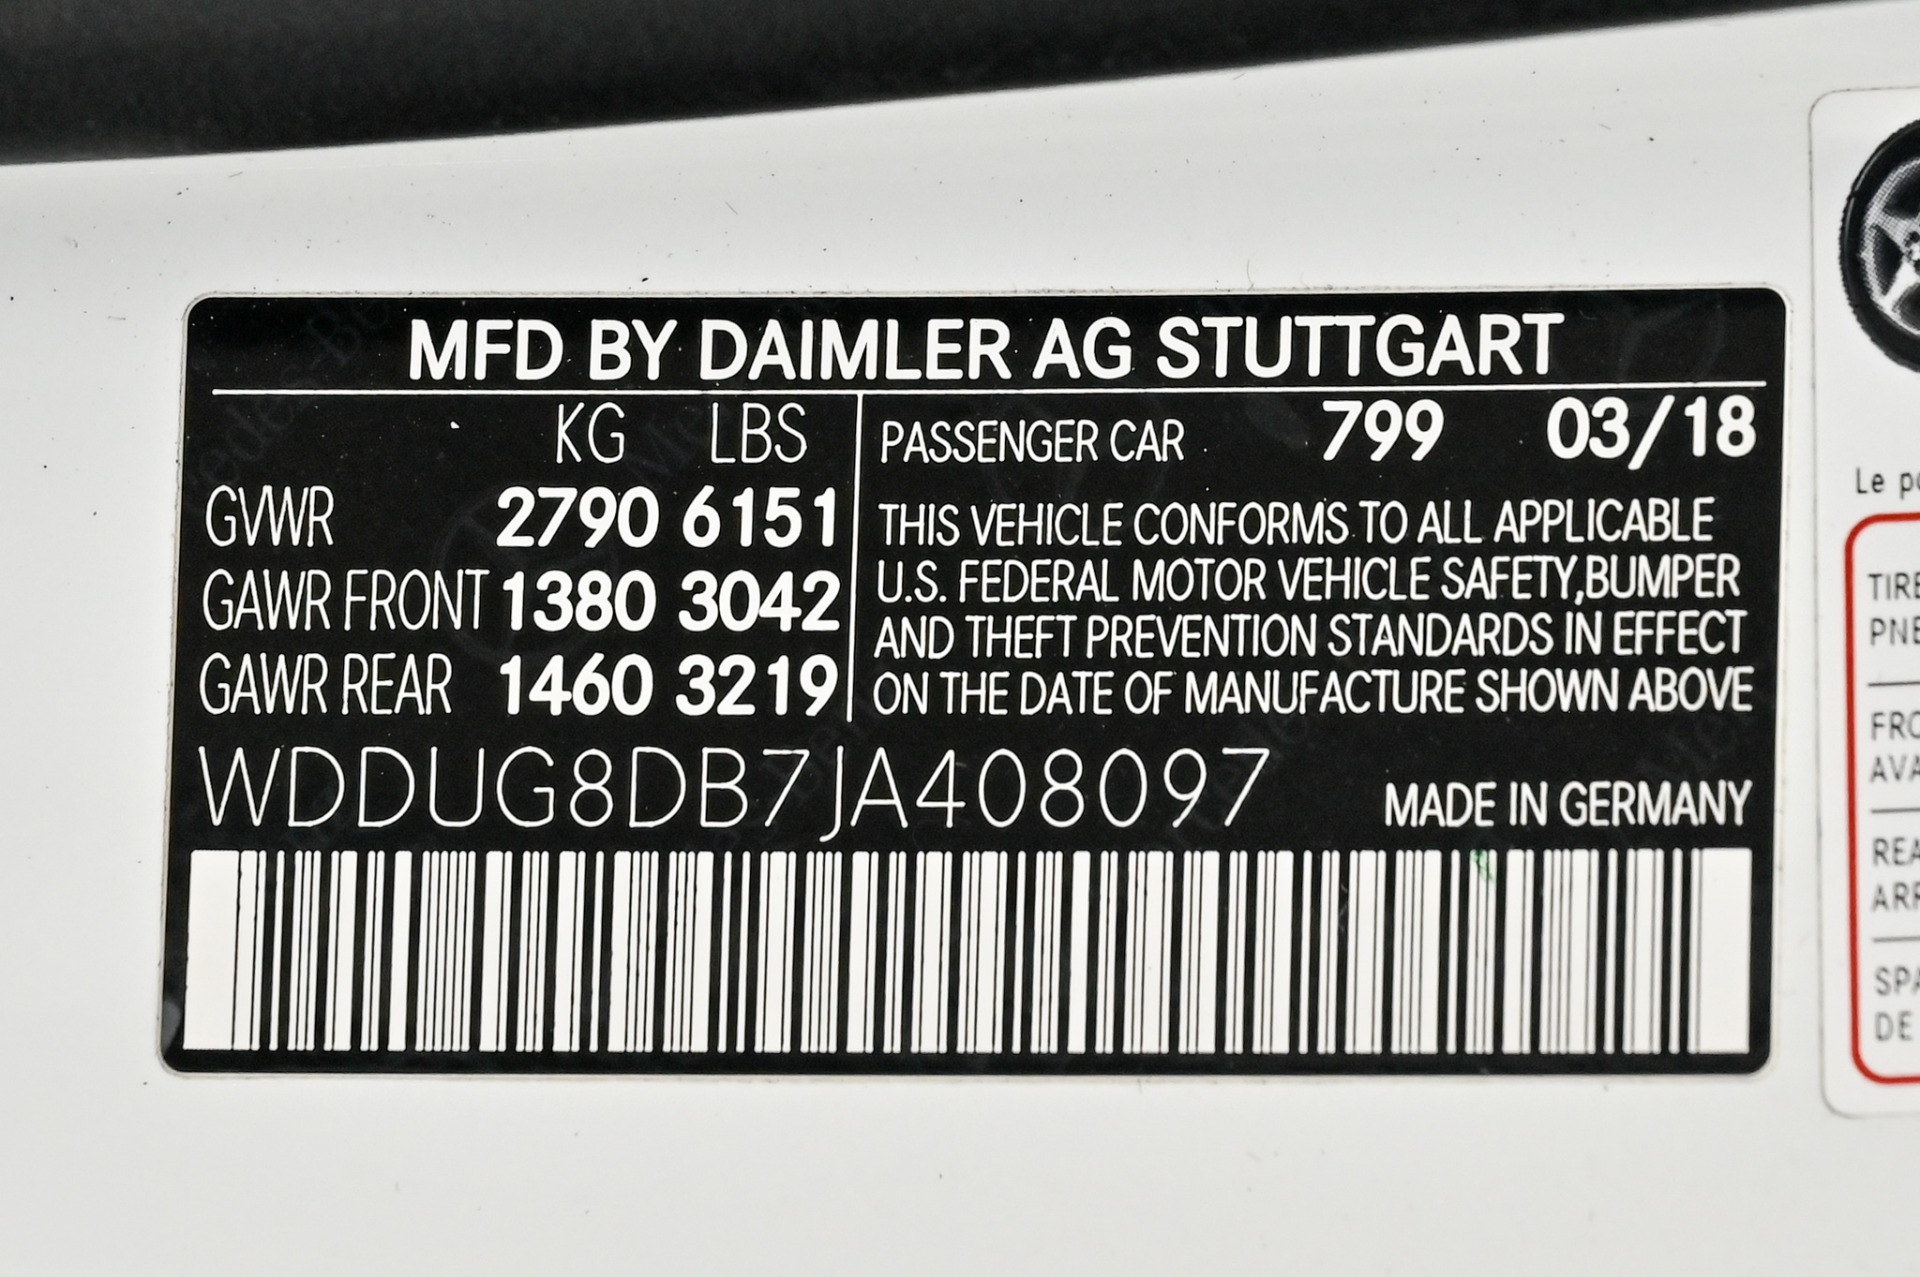 MFD BY DAIMLER AG STUTTGART
KG LBS
GVWR 2790 6151
GAWR FRONT 1380 3042
GAWR REAR 1460 3219
PASSENGER CAR 799 03/18
THIS VEHICLE CONFORMS TO ALL APPLICABLE
U.S. FEDERAL MOTOR VEHICLE SAFETY,BUMPER
AND THEFT PREVENTION STANDARDS IN EFFECT
ON THE DATE OF MANUFACTURE SHOWN ABOVE
WDDUG8DB7JA408097
MADE IN GERMANY
Le
DE